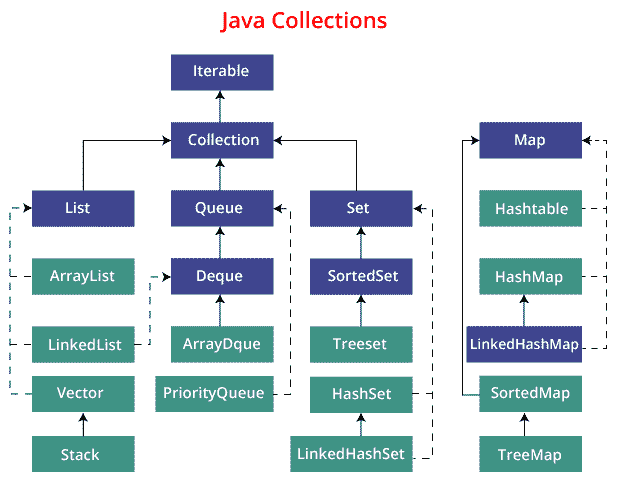 Java Collections
Iterable
Collection
Map
List
Queue
Set
Hashtable
ArrayList
Deque
SortedSet
HashMap
LinkedList
ArrayDque
Treeset
LinkedHashMap
Vector
PriorityQueue
HashSet
SortedMap
Stack
LinkedHashSet
TreeMap